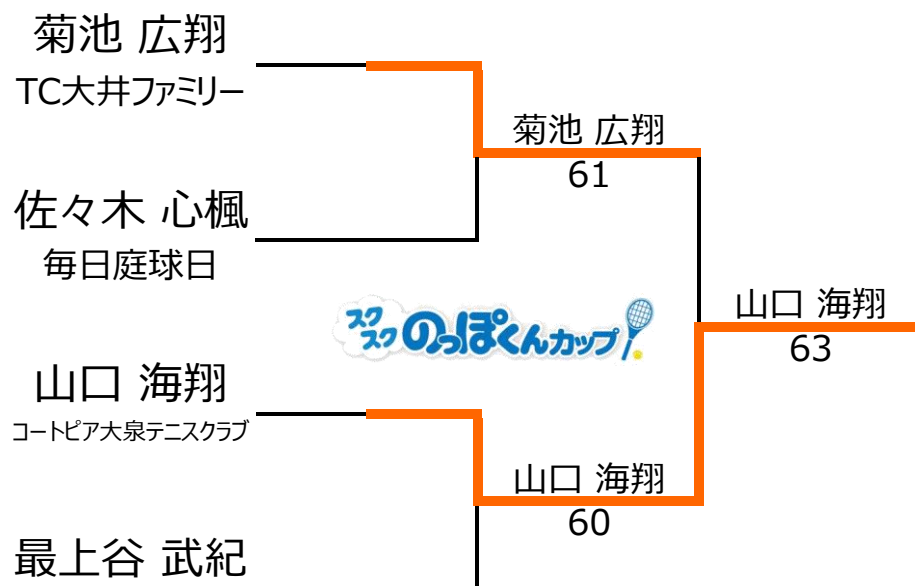 菊池 広翔
TC大井ファミリー
菊池 広翔
61
佐々木 心楓
毎日庭球日
スクスク のっぽくんカップ
山口 海翔
63
山口 海翔
コートピア大泉テニスクラブ
山口 海翔
60
最上谷 武紀